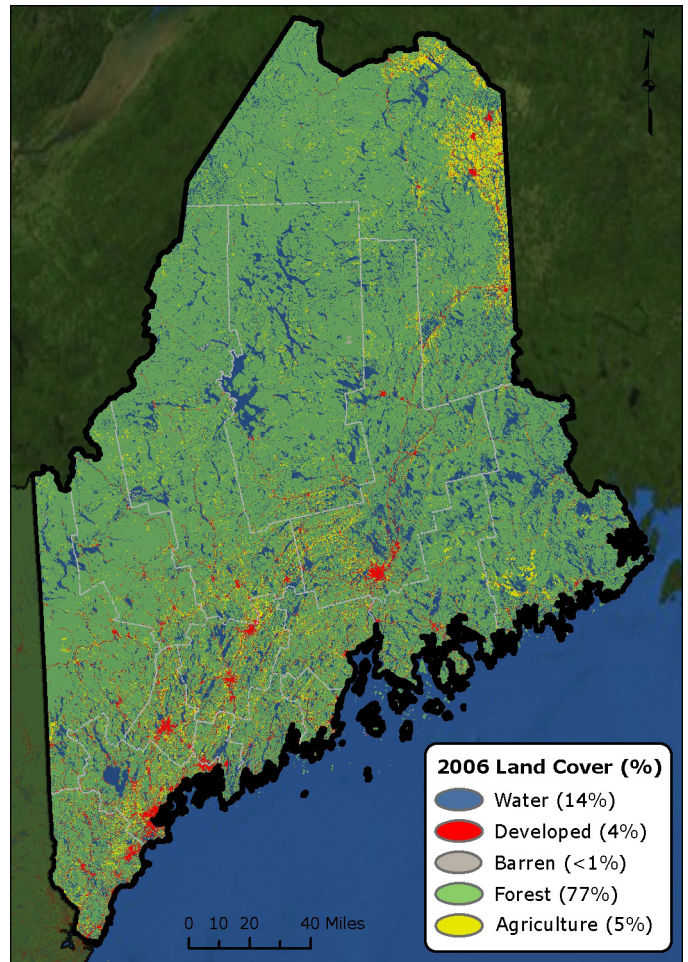 N
2006 Land Cover (%)
Water (14%)
Developed (4%)
Barren (<1%)
Forest (77%)
Agriculture (5%)
0 10 20 40 Miles